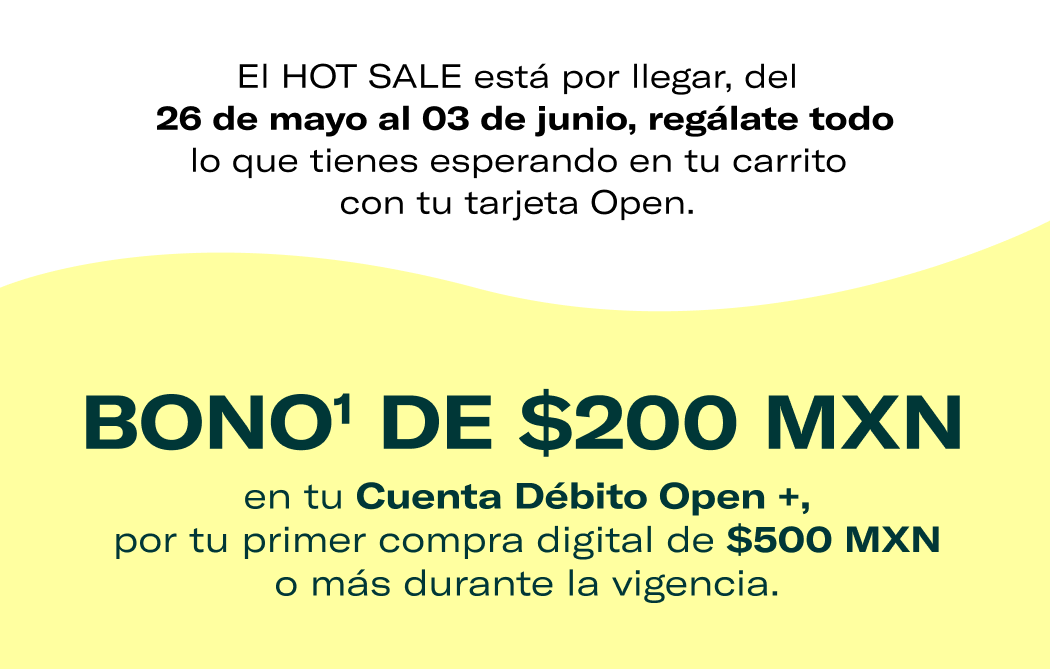 El HOT SALE está por llegar, del
26 de mayo al 03 de junio, regálate todo
lo que tienes esperando en tu carrito
con tu tarjeta Open.
BONO¹ DE $200 MXN
en tu Cuenta Débito Open +,
por tu primer compra digital de $500 MXN
o más durante la vigencia.